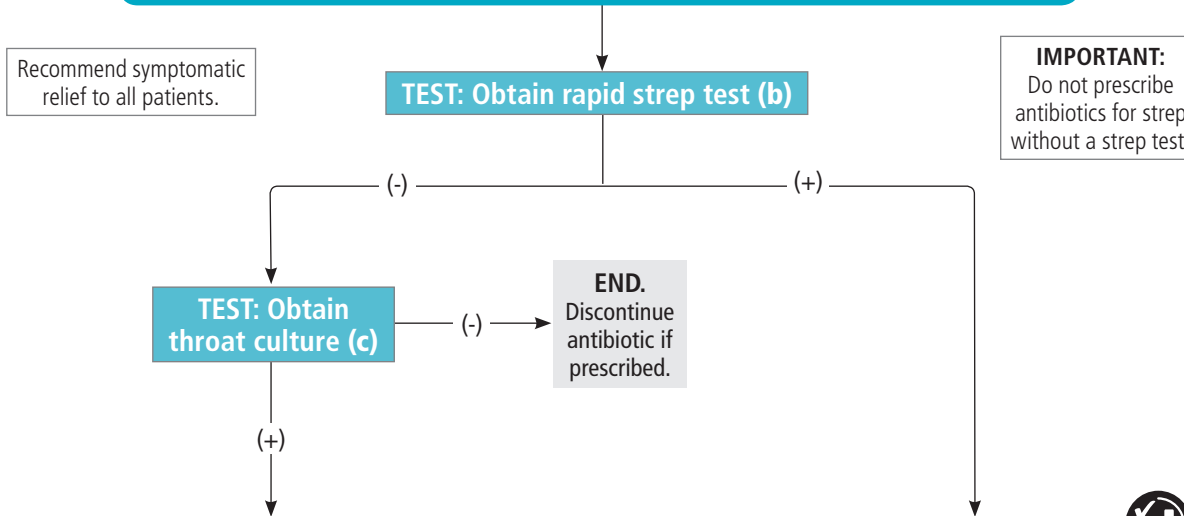 Recommend symptomatic
relief to all patients.
IMPORTANT:
Do not prescribe
antibiotics for strep
without a strep test
TEST: Obtain rapid strep test (b)
(-)
(+)
TEST: Obtain
throat culture (c)
(-)
END.
Discontinue
antibiotic if
prescribed.
(+)